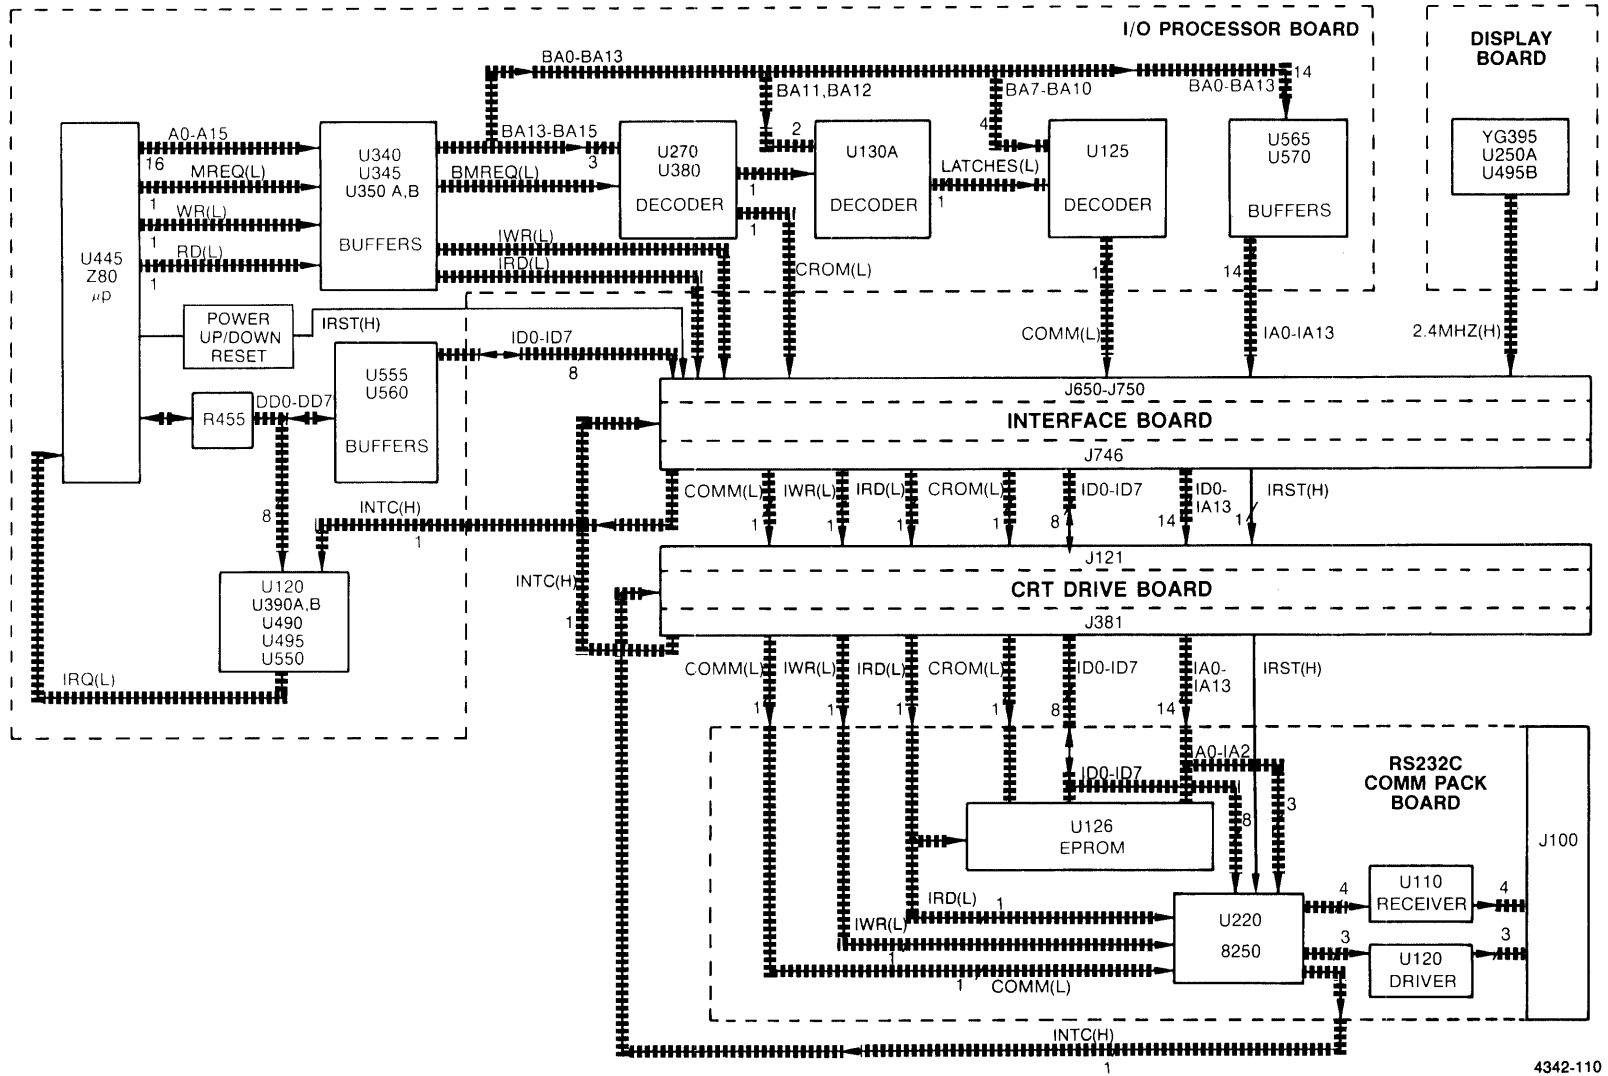 I/O PROCESSOR BOARD
DISPLAY
BOARD
BA0-BA13
14
BA11,BA12
BA7-BA10
BA0-BA13
A0-A15
16
MREQ(L)
1
WR(L)
1
RD(L)
1
U445
Z80
µp
U340
U345
U350 A,B
BUFFERS
BA13-BA15
3
BMREQ(L)
IWR(L)
IRD(L)
U270
U380
DECODER
1
1
2
U130A
DECODER
LATCHES(L)
1
4
U125
DECODER
U565
U570
BUFFERS
YG395
U250A
U495B
CROM(L)
1
COMM(L)
14
IA0-IA13
2.4MHZ(H)
POWER
UP/DOWN
RESET
IRST(H)
ID0-ID7
8
U555
U560
BUFFERS
R455
DD0-DD7
8
J650-J750
INTERFACE BOARD
J746
COMM(L)
1
IWR(L)
1
IRD(L)
1
CROM(L)
1
ID0-ID7
8
ID0-
IA13
14
IRST(H)
1
INTC(H)
1
U120
U390A,B
U490
U495
U550
IRQ(L)
INTC(H)
1
J121
CRT DRIVE BOARD
J381
COMM(L)
1
IWR(L)
1
IRD(L)
1
CROM(L)
1
ID0-ID7
8
IA0-
IA13
14
IRST(H)
RS232C
COMM PACK
BOARD
IA0-IA2
3
ID0-ID7
8
U126
EPROM
J100
IRD(L)
1
IWR(L)
1
1
COMM(L)
U220
8250
4
U110
RECEIVER
4
3
U120
DRIVER
3
INTC(H)
1
4342-110